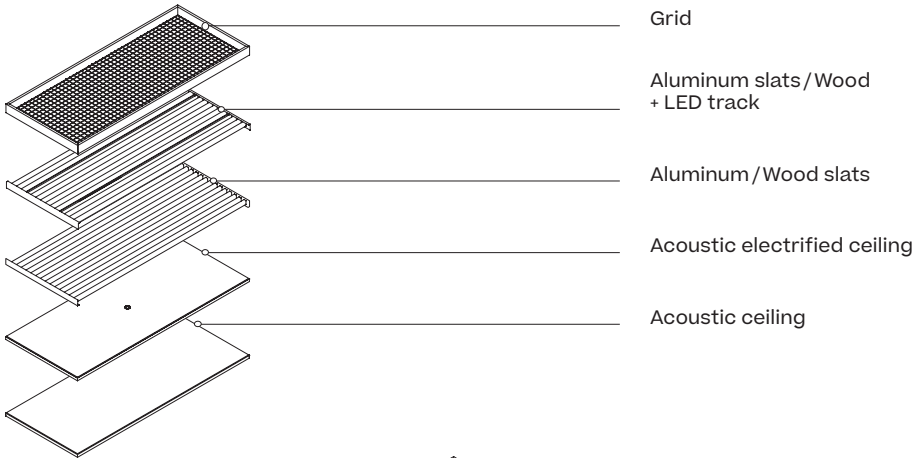 Grid
Aluminum slats/Wood
+ LED track
Aluminum/Wood slats
Acoustic electrified ceiling
Acoustic ceiling